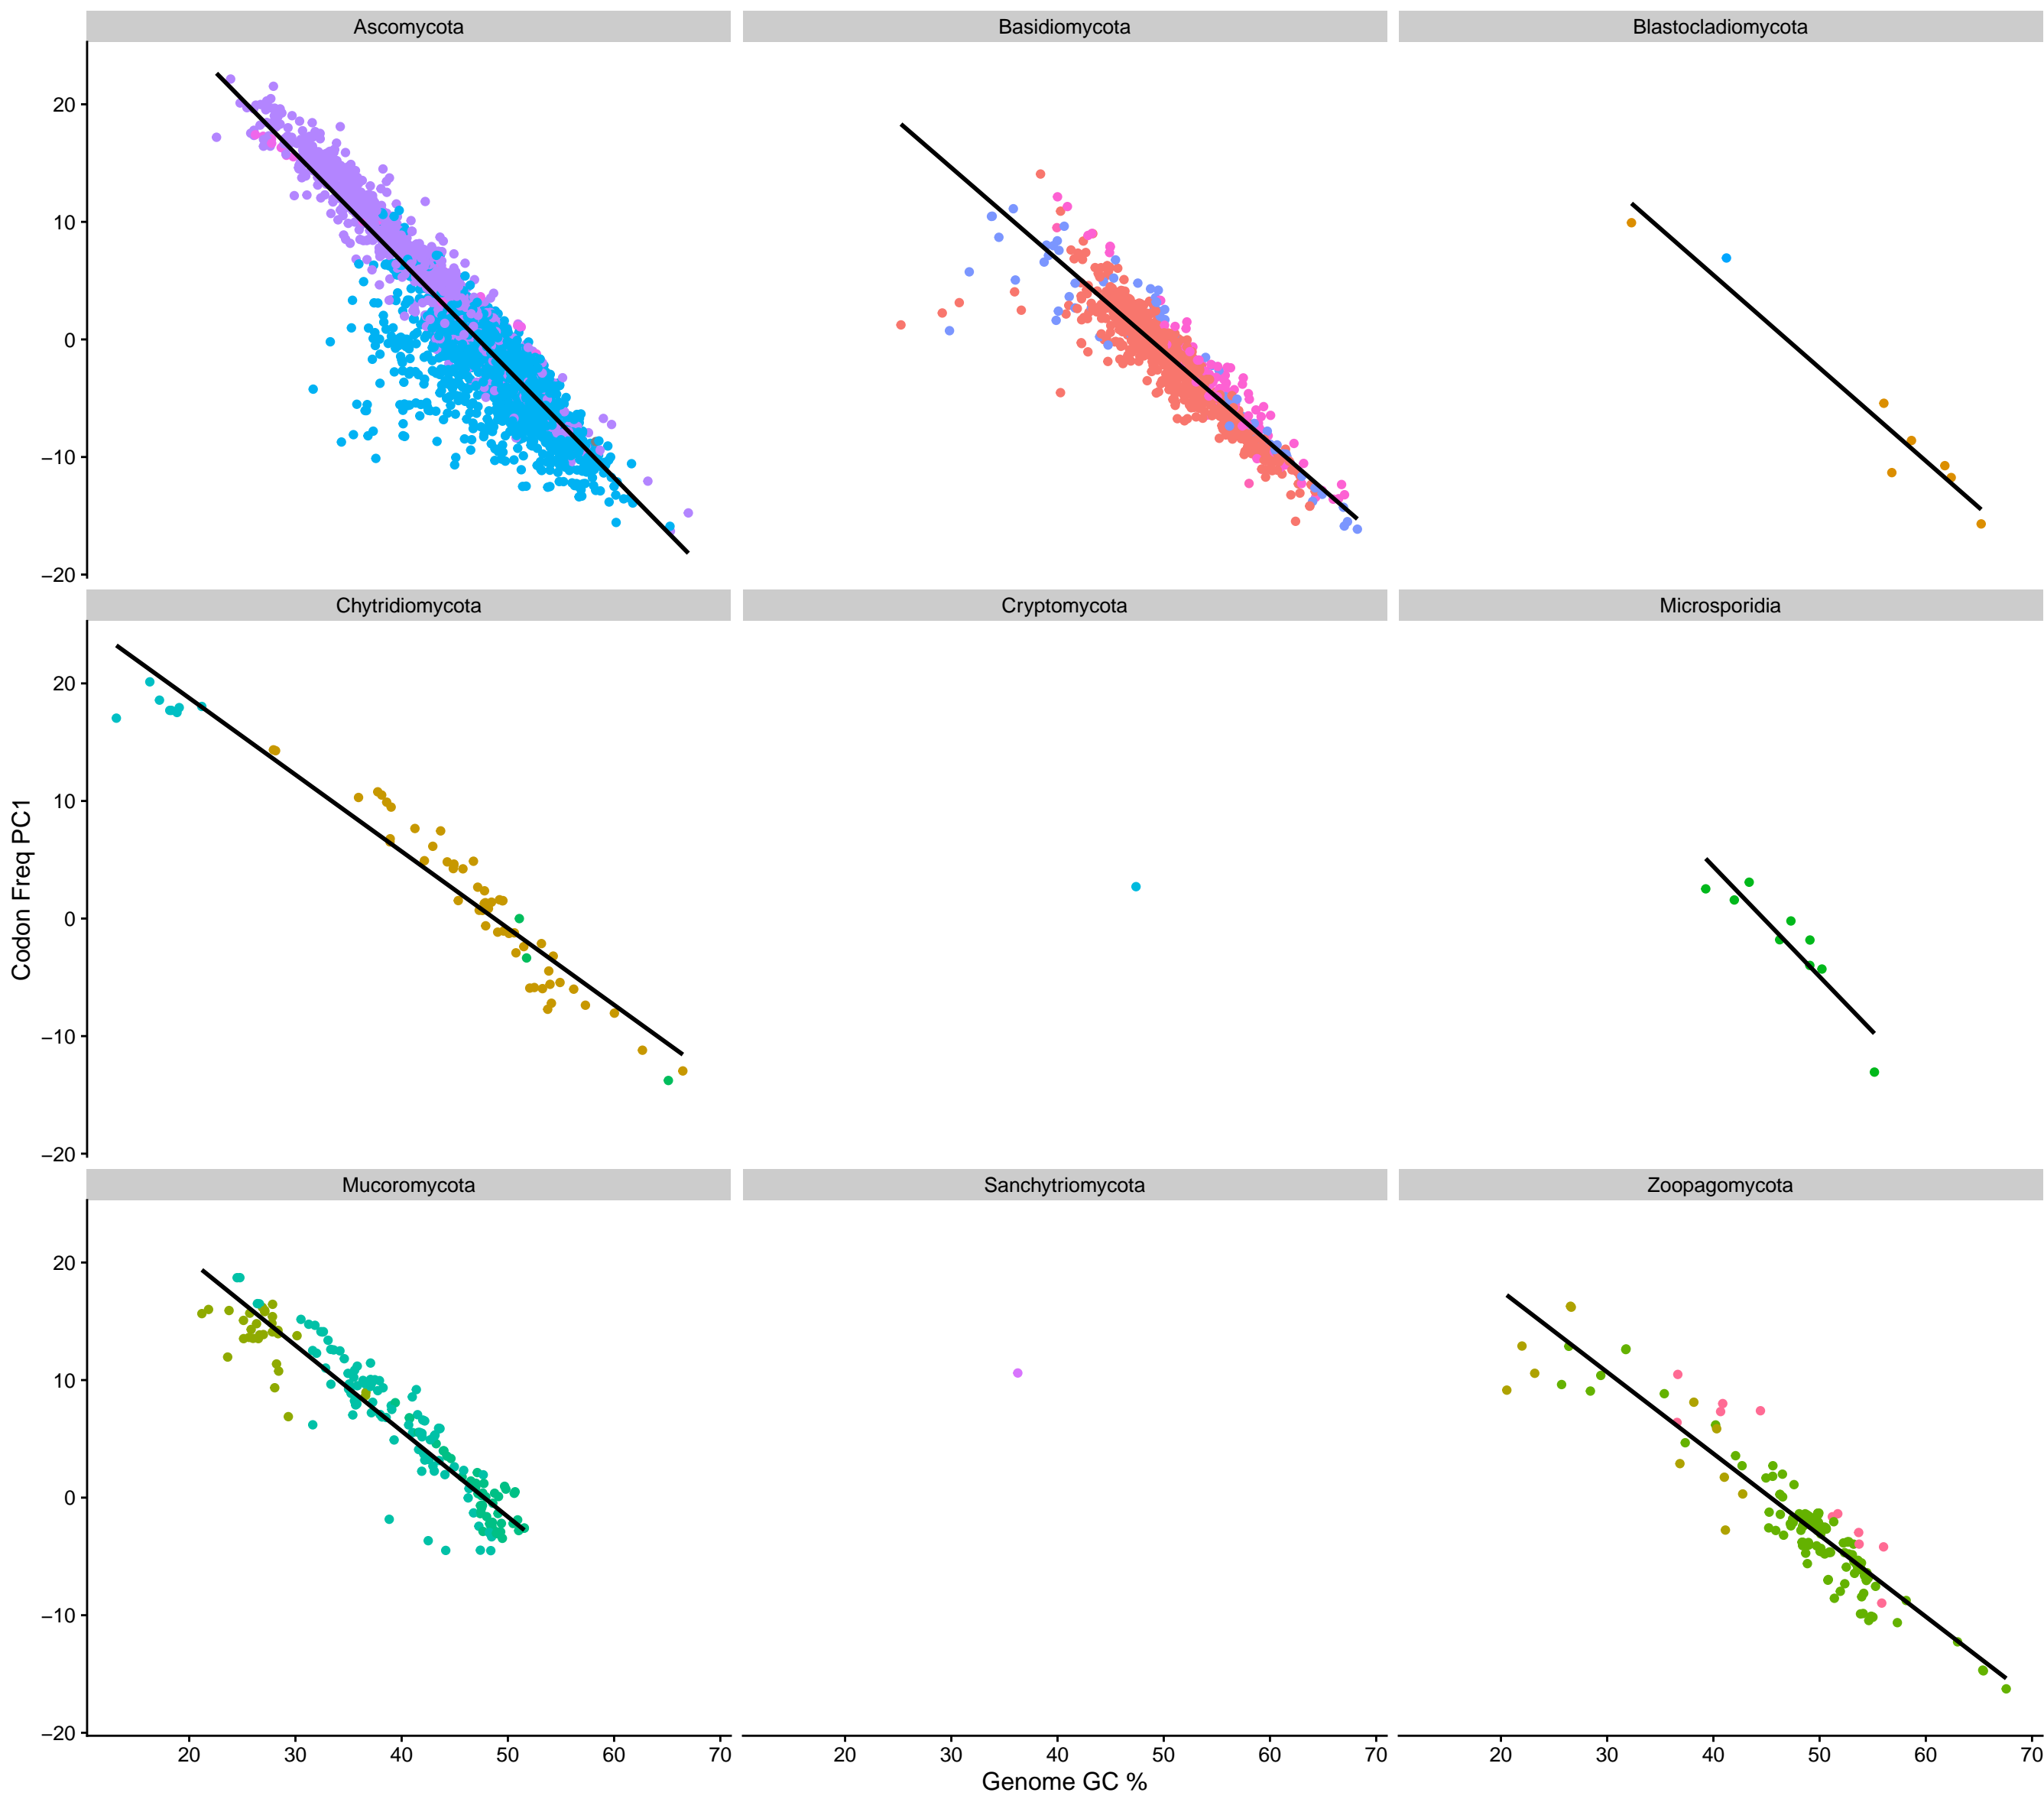 Ascomycota Basidiomycota Blastocladiomycota
20
10
0
−10
−20
Chytridiomycota Cryptomycota Microsporidia
20
10
0
−10
−20
Codon Freq PC1
Mucoromycota Sanchytriomycota Zoopagomycota
20
10
0
−10
−20
20 30 40 50 60 70 20 30 40 50 60 70 20 30 40 50 60 70
Genome GC %